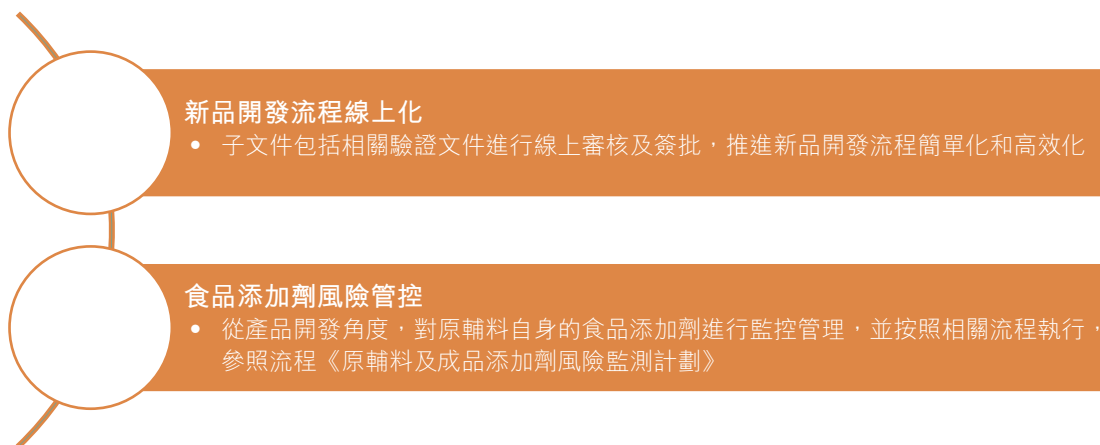 新品開發流程線上化
• 子文件包括相關驗證文件進行線上審核及簽批，推進新品開發流程簡單化和高效化
食品添加劑風險管控
• 從產品開發角度，對原輔料自身的食品添加劑進行監控管理，並按照相關流程執行，
參照流程《原輔料及成品添加劑風險監測計劃》